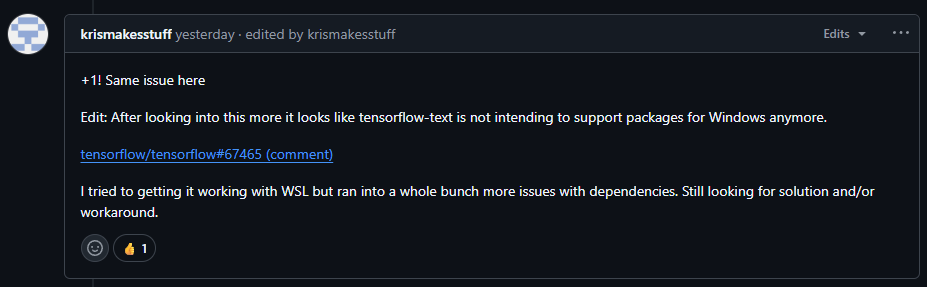 krismakesstuff yesterday · edited by krismakesstuff Edits
+1! Same issue here
Edit: After looking into this more it looks like tensorflow-text is not intending to support packages for Windows anymore.
tensorflow/tensorflow#67465 (comment)
I tried to getting it working with WSL but ran into a whole bunch more issues with dependencies. Still looking for solution and/or
workaround.
👍 1